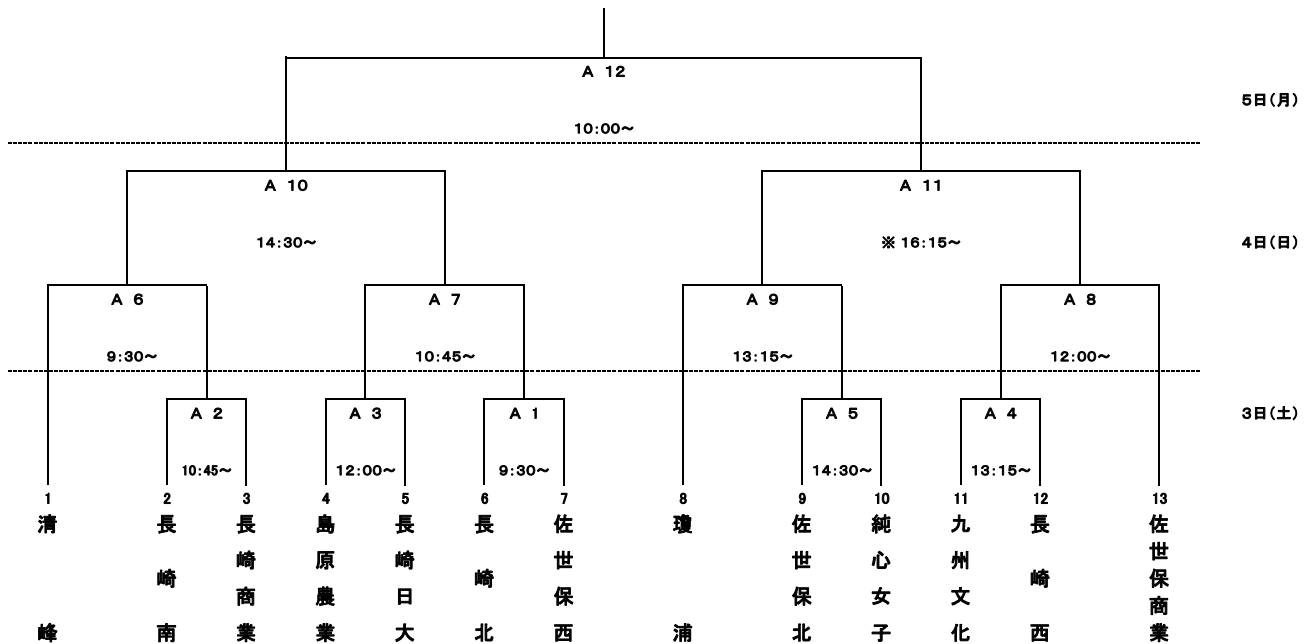 A 12
5日(月)
10:00～
A 10
A 11
14:30～
※ 16:15～
4日(日)
A 6
A 7
A 9
A 8
9:30～
10:45～
13:15～
12:00～
A 2
A 3
A 1
A 5
A 4
3日(土)
10:45～
12:00～
9:30～
14:30～
13:15～
1
2
3
4
5
6
7
8
9
10
11
12
13
清峰
長崎南
長崎商業
島原農業
長崎日大
長崎北
佐世保西
瓊浦
佐世保北
純心女子
九州文化
長崎西
佐世保商業